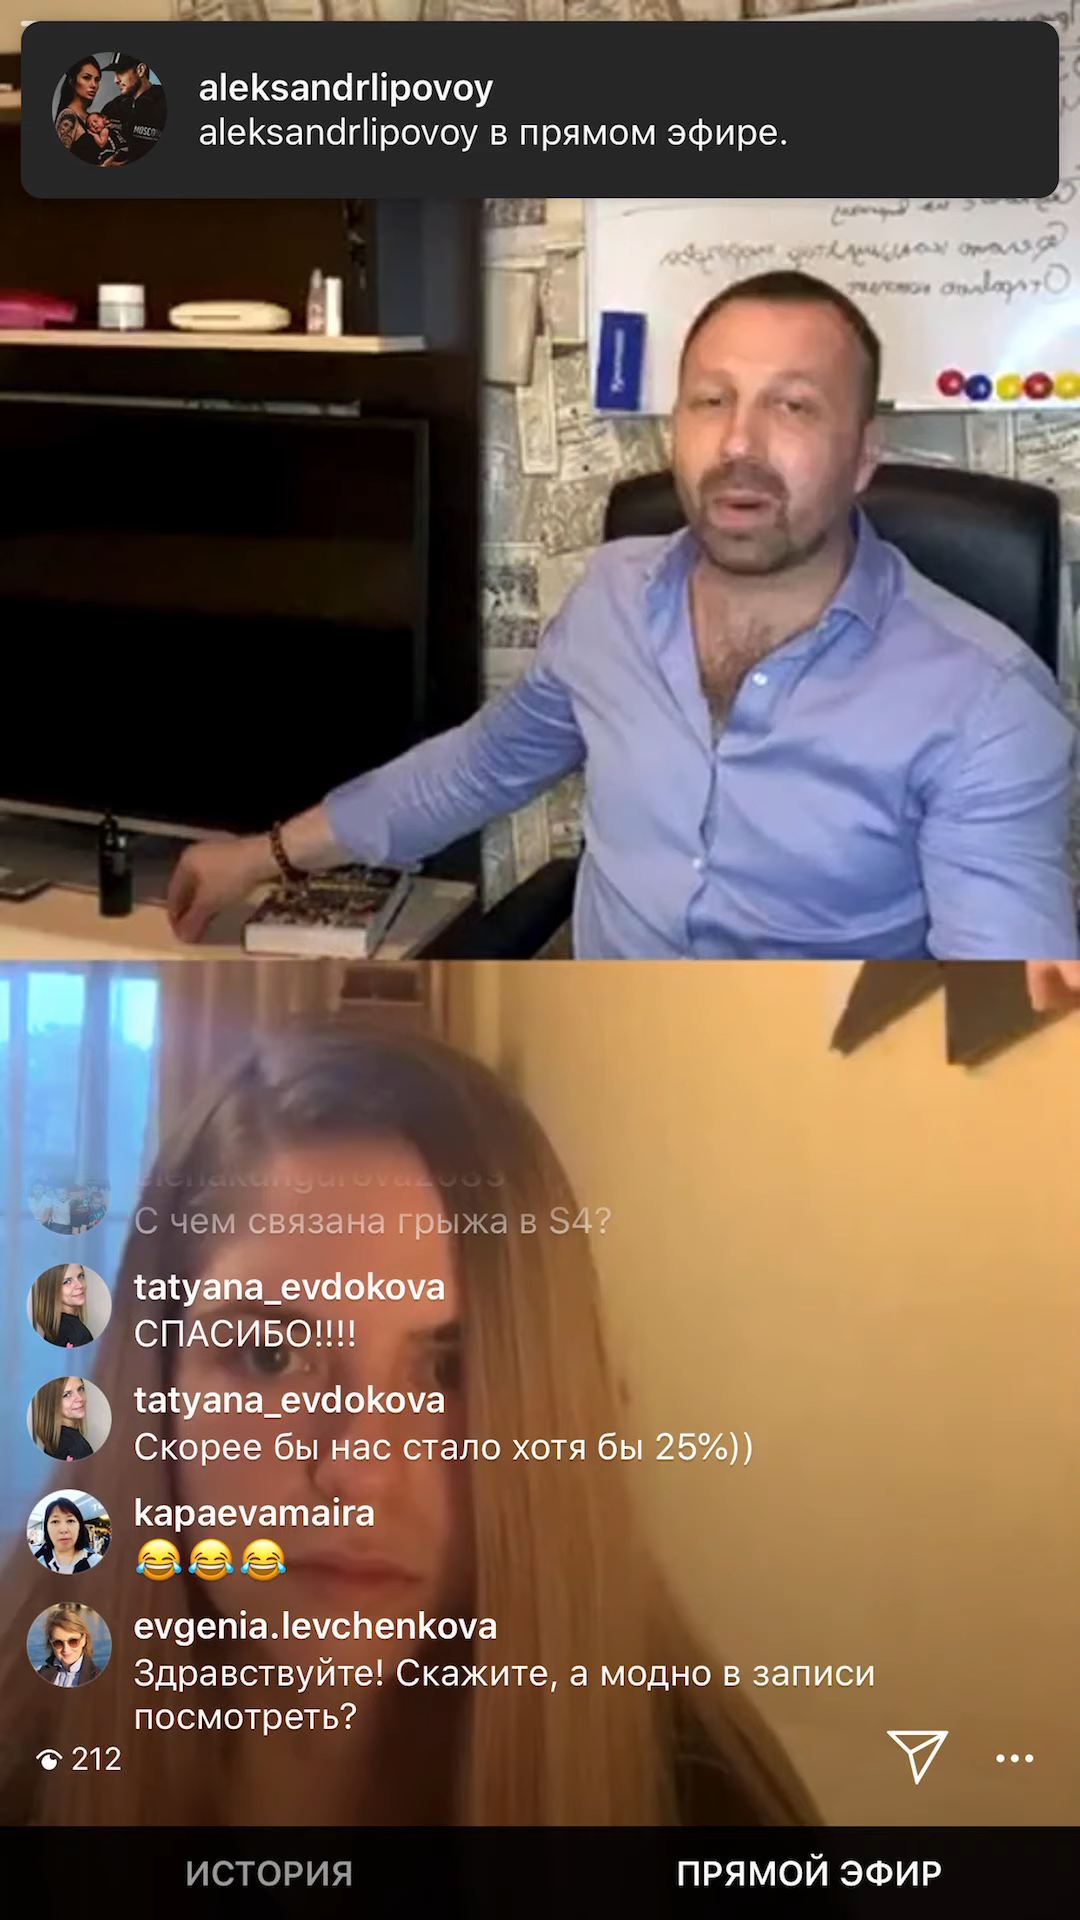 aleksandrlipovoy
aleksandrlipovoy в прямом эфире.
С чем связана грыжа в S4?
tatyana_evdokova
СПАСИБО!!!!
tatyana_evdokova
Скорее бы нас стало хотя бы 25%))
kapaevamaira
😂😂😂
evgenia.levchenkova
Здравствуйте! Скажите, а модно в записи
посмотреть?
212
ИСТОРИЯ
ПРЯМОЙ ЭФИР